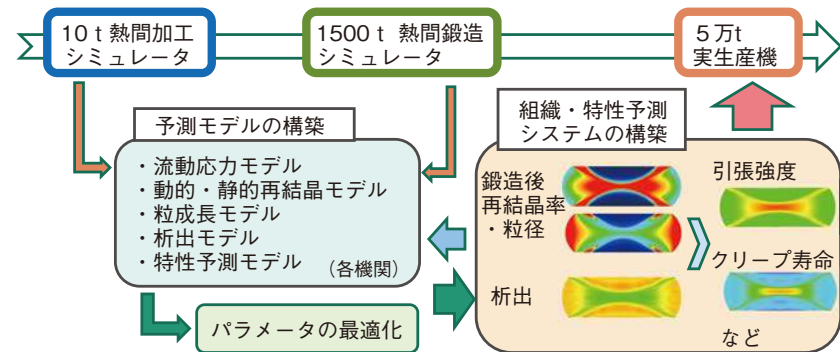 10t熱間加工
シミュレータ
1500t 熱間鍛造
シミュレータ
5万t
実生産機
予測モデルの構築
・流動応力モデル
・動的・静的再結晶モデル
・粒成長モデル
・析出モデル
・特性予測モデル
(各機関)
パラメータの最適化
組織・特性予測
システムの構築
鍛造後
再結晶率
・粒径
析出
引張強度
クリープ寿命
など